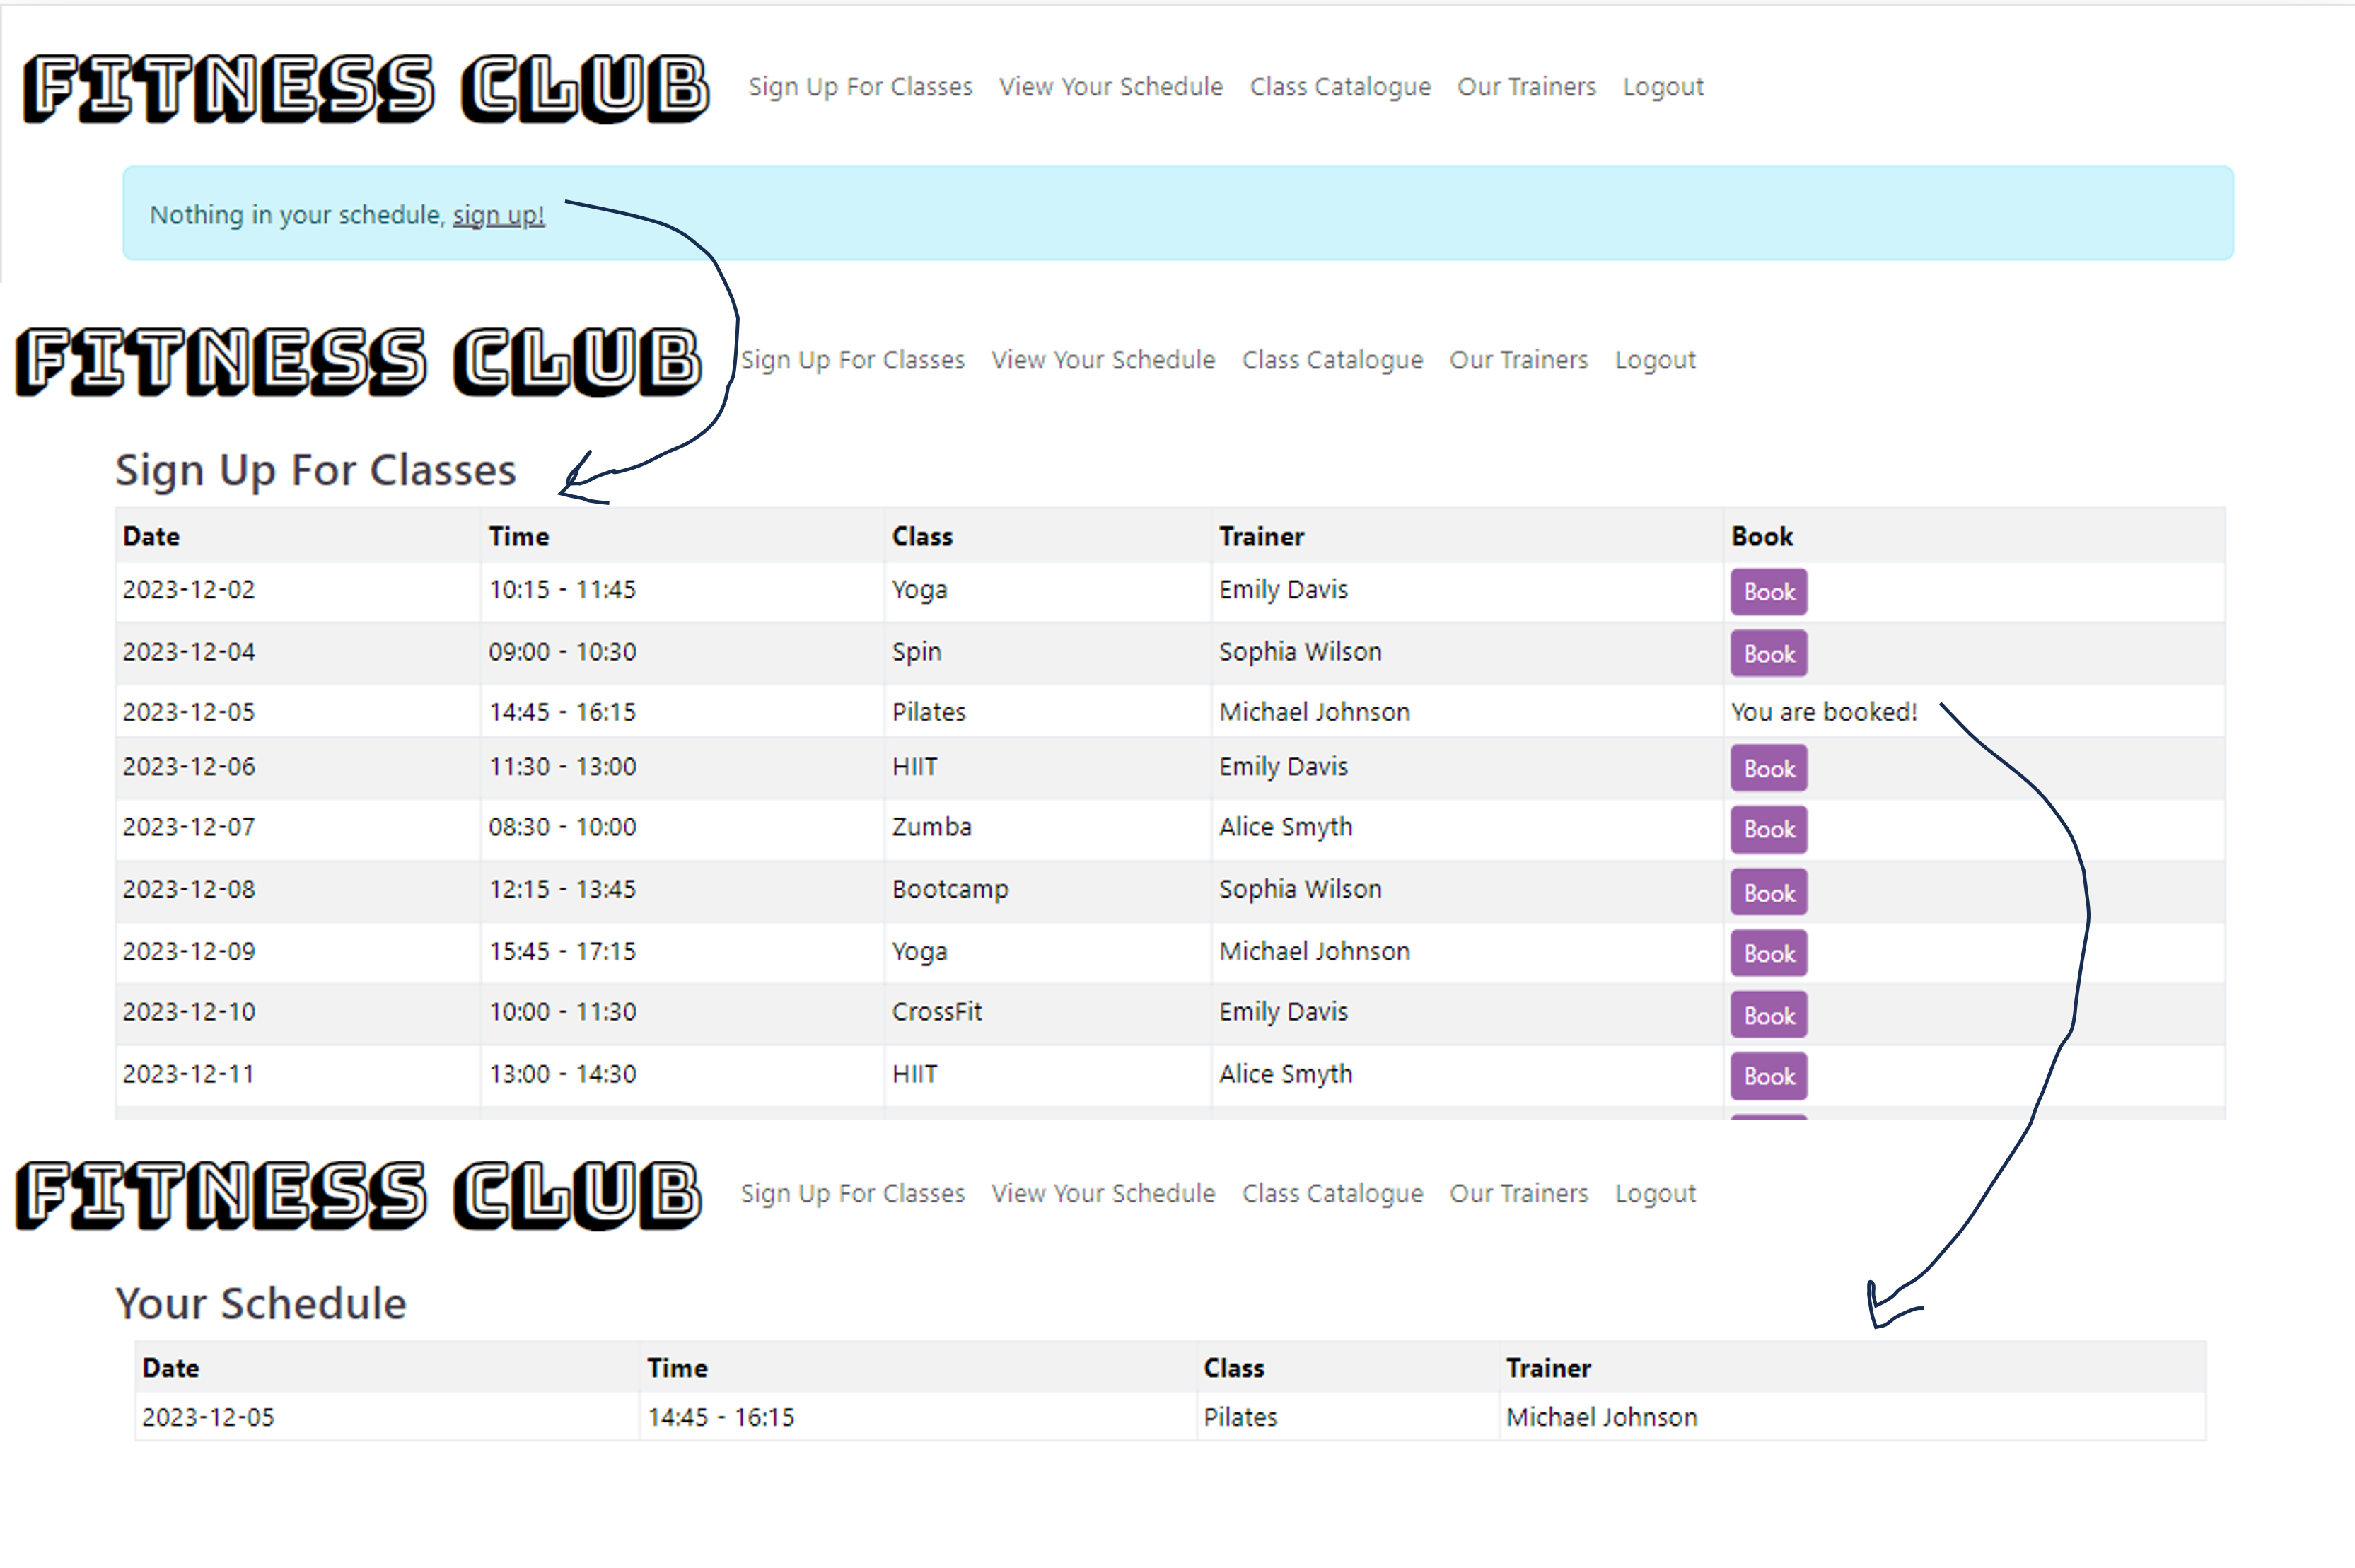 FITNESS CLUB Sign Up For Classes View Your Schedule Class Catalogue Our Trainers Logout
Nothing in your schedule, sign up!
FITNESS CLUB Sign Up For Classes View Your Schedule Class Catalogue Our Trainers Logout
Sign Up For Classes
Date Time Class Trainer Book
2023-12-02 10:15 - 11:45 Yoga Emily Davis Book
2023-12-04 09:00 - 10:30 Spin Sophia Wilson Book
2023-12-05 14:45 - 16:15 Pilates Michael Johnson You are booked!
2023-12-06 11:30 - 13:00 HIIT Emily Davis Book
2023-12-07 08:30 - 10:00 Zumba Alice Smyth Book
2023-12-08 12:15 - 13:45 Bootcamp Sophia Wilson Book
2023-12-09 15:45 - 17:15 Yoga Michael Johnson Book
2023-12-10 10:00 - 11:30 CrossFit Emily Davis Book
2023-12-11 13:00 - 14:30 HIIT Alice Smyth Book
FITNESS CLUB Sign Up For Classes View Your Schedule Class Catalogue Our Trainers Logout
Your Schedule
Date Time Class Trainer
2023-12-05 14:45 - 16:15 Pilates Michael Johnson